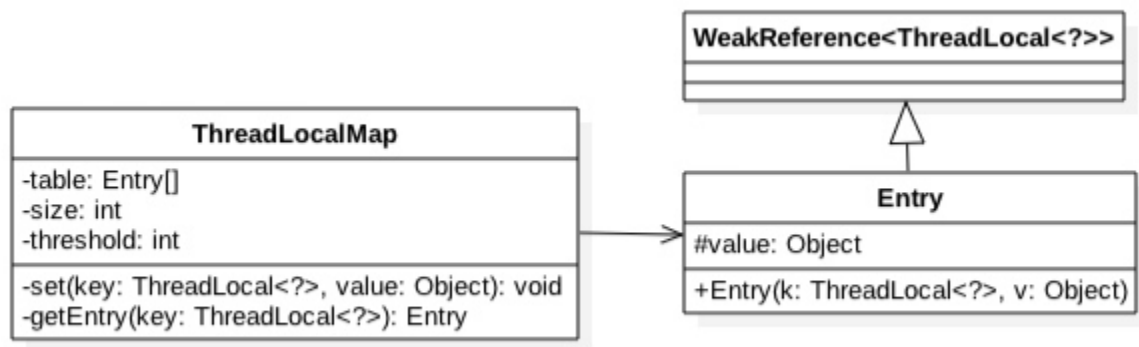 WeakReference<ThreadLocal<?>>
ThreadLocalMap
-table: Entry[]
-size: int
-threshold: int
-set(key: ThreadLocal<?>, value: Object): void
-getEntry(key: ThreadLocal<?>): Entry
Entry
#value: Object
+Entry(k: ThreadLocal<?>, v: Object)